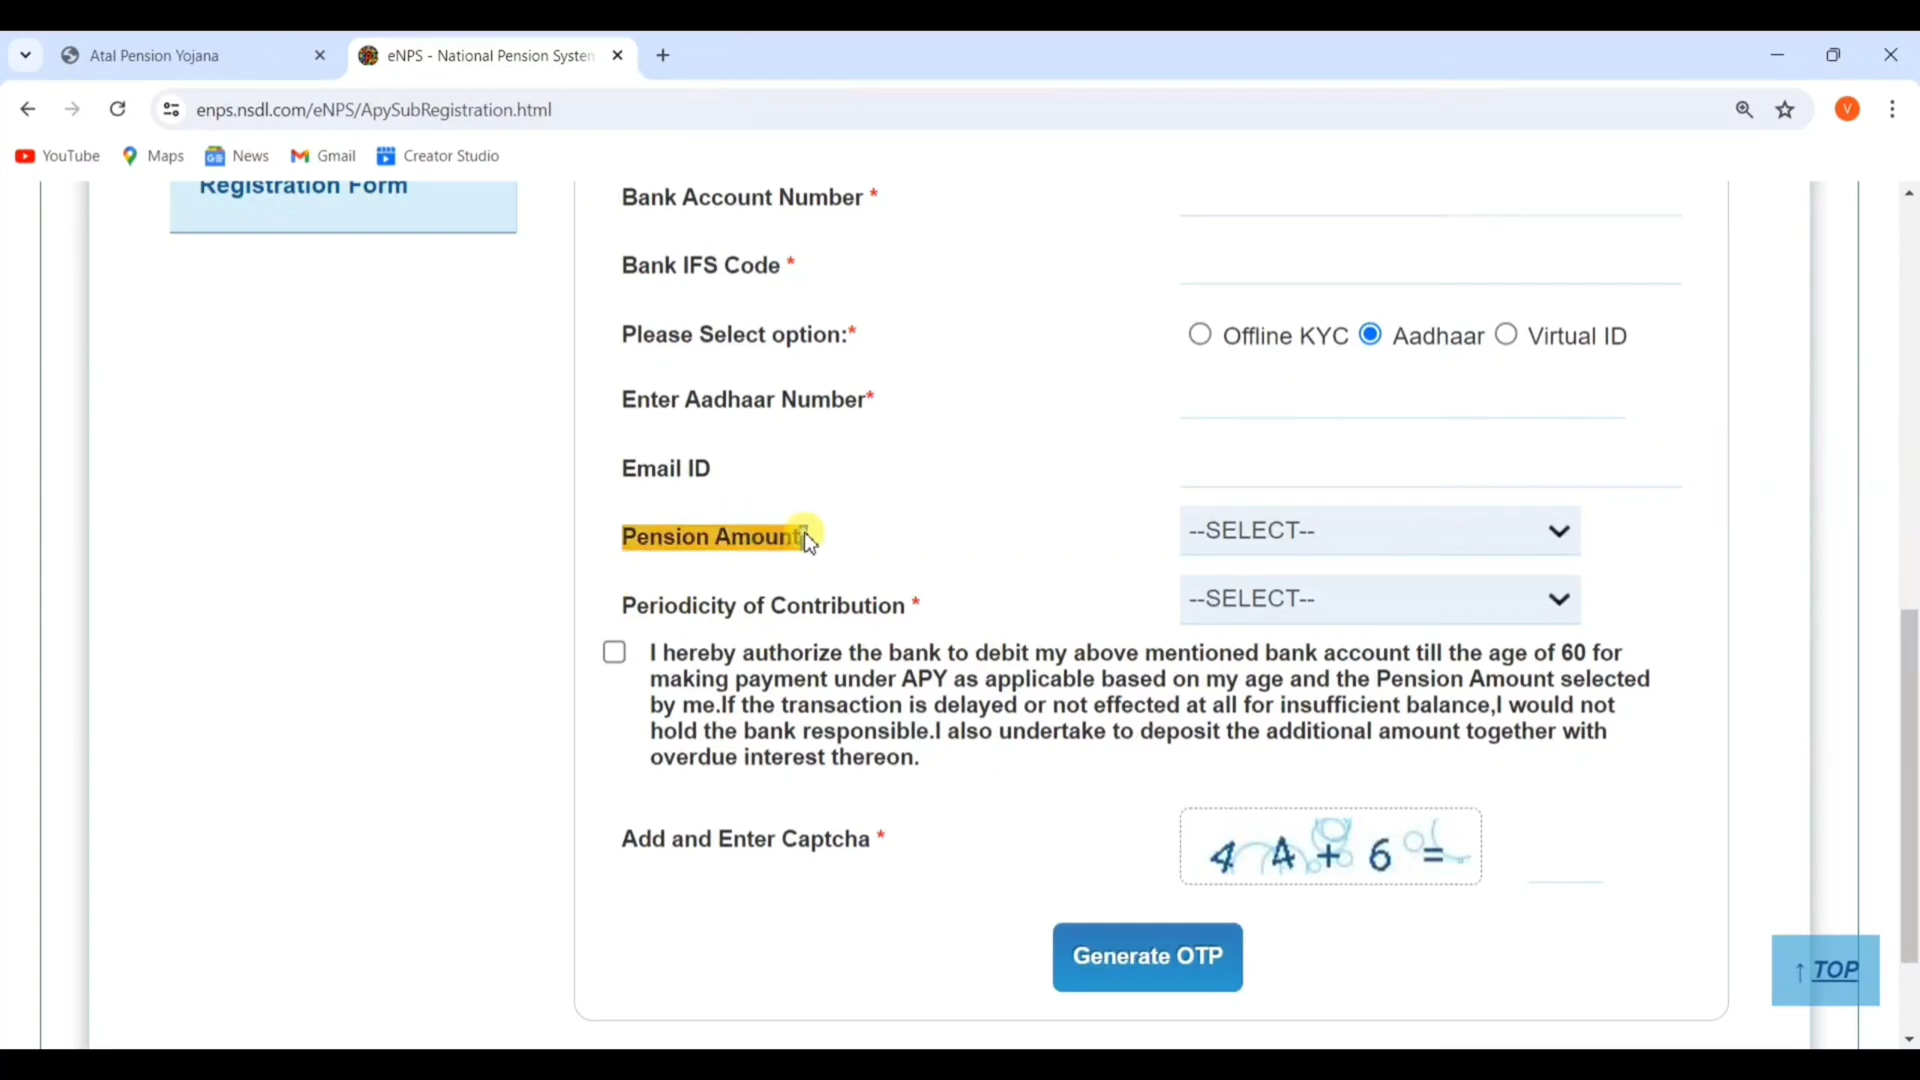 Atal Pension Yojana
eNPS - National Pension System
enps.nsdl.com/eNPS/ApySubRegistration.html
V
YouTube Maps News Gmail Creator Studio
Registration Form
Bank Account Number *
Bank IFS Code *
Please Select option:* Offline KYC Aadhaar Virtual ID
Enter Aadhaar Number*
Email ID
Pension Amount --SELECT--
Periodicity of Contribution * --SELECT--
I hereby authorize the bank to debit my above mentioned bank account till the age of 60 for
making payment under APY as applicable based on my age and the Pension Amount selected
by me.If the transaction is delayed or not effected at all for insufficient balance,I would not
hold the bank responsible.I also undertake to deposit the additional amount together with
overdue interest thereon.
Add and Enter Captcha * 4 4 + 6 =
Generate OTP
↑ TOP